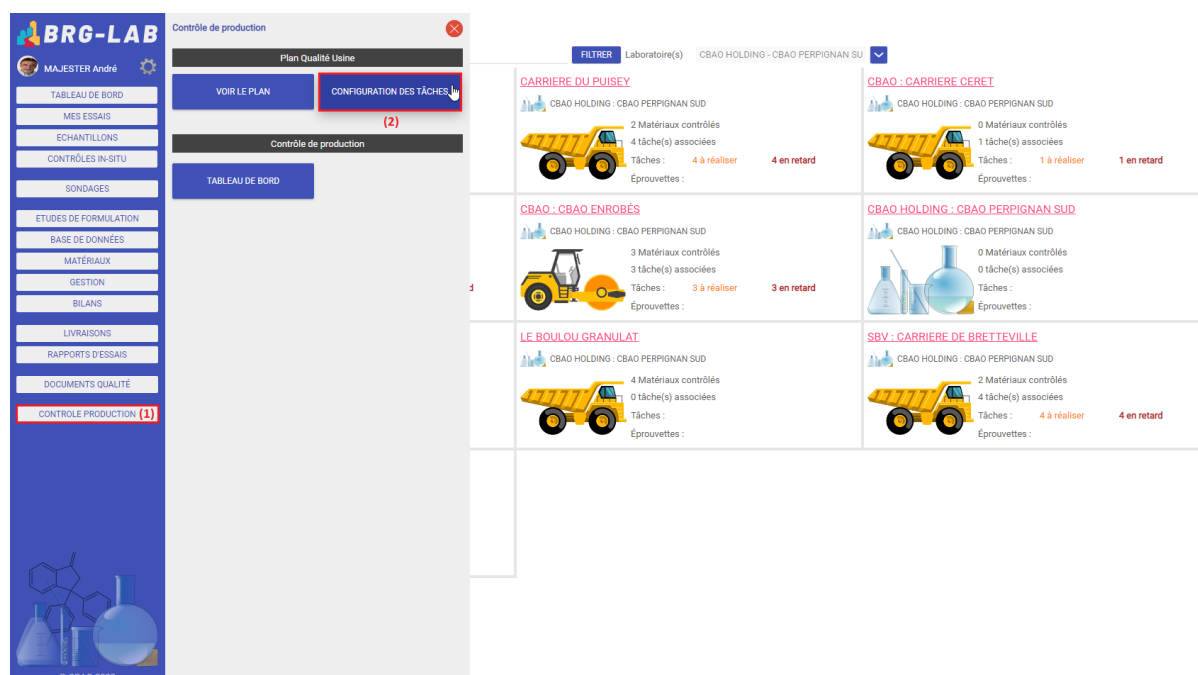 BRG-LAB
MAJESTER André
TABLEAU DE BORD
MES ESSAIS
ECHANTILLONS
CONTRÔLES IN-SITU
SONDAGES
ETUDES DE FORMULATION
BASE DE DONNÉES
MATÉRIAUX
GESTION
BILANS
LIVRAISONS
RAPPORTS D'ESSAIS
DOCUMENTS QUALITÉ
CONTROLE PRODUCTION (1)
Contrôle de production
Plan Qualité Usine
VOIR LE PLAN
CONFIGURATION DES TÂCHES
(2)
Contrôle de production
TABLEAU DE BORD
FILTRER Laboratoire(s) CBAO HOLDING - CBAO PERPIGNAN SU
CARRIERE DU PUISEY
CBAO HOLDING : CBAO PERPIGNAN SUD
2 Matériaux contrôlés
4 tâche(s) associées
Tâches : 4 à réaliser 4 en retard
Éprouvettes :
CBAO : CARRIERE CERET
CBAO HOLDING : CBAO PERPIGNAN SUD
0 Matériaux contrôlés
1 tâche(s) associées
Tâches : 1 à réaliser 1 en retard
Éprouvettes :
CBAO : CBAO ENROBÉS
CBAO HOLDING : CBAO PERPIGNAN SUD
3 Matériaux contrôlés
3 tâche(s) associées
Tâches : 3 à réaliser 3 en retard
Éprouvettes :
CBAO HOLDING : CBAO PERPIGNAN SUD
CBAO HOLDING : CBAO PERPIGNAN SUD
0 Matériaux contrôlés
0 tâche(s) associées
Tâches :
Éprouvettes :
LE BOULOU GRANULAT
CBAO HOLDING : CBAO PERPIGNAN SUD
4 Matériaux contrôlés
0 tâche(s) associées
Tâches :
Éprouvettes :
SBV : CARRIERE DE BRETTEVILLE
CBAO HOLDING : CBAO PERPIGNAN SUD
2 Matériaux contrôlés
4 tâche(s) associées
Tâches : 4 à réaliser 4 en retard
Éprouvettes :